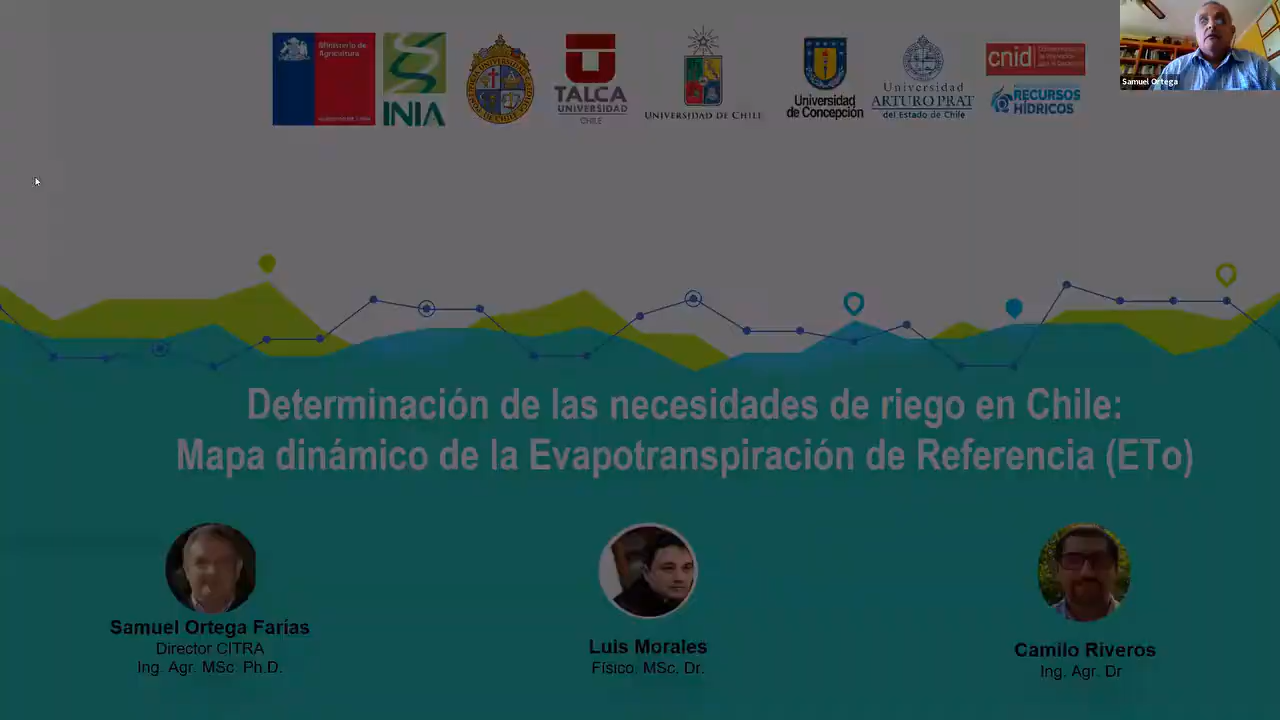 Ministerio de
Agricultura
INIA
TALCA
UNIVERSIDAD
CHILE
UNIVERSIDAD DE CHILE
Universidad
de Concepción
Universidad
ARTURO PRAT
del Estado de Chile
cnid
RECURSOS
HÍDRICOS
Samuel Ortega
Determinación de las necesidades de riego en Chile:
Mapa dinámico de la Evapotranspiración de Referencia (ETo)
Samuel Ortega Farías
Director CITRA
Ing. Agr. MSc. Ph.D.
Luis Morales
Físico. MSc. Dr.
Camilo Riveros
Ing. Agr. Dr